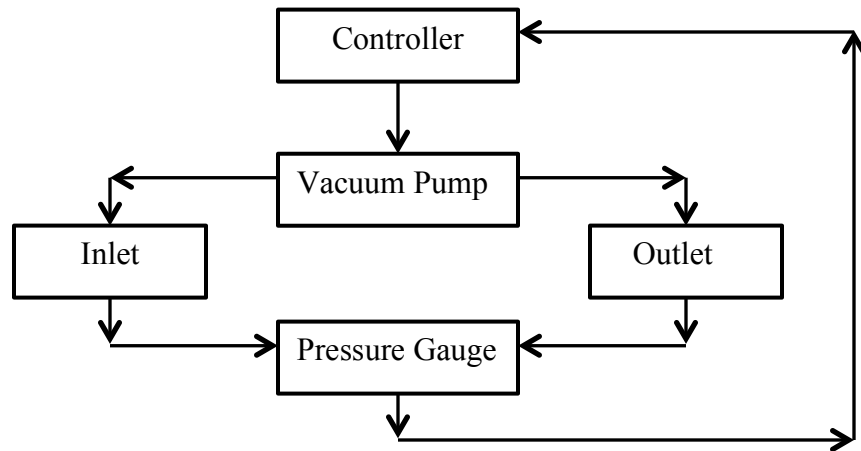 Controller
Vacuum Pump
Inlet
Outlet
Pressure Gauge